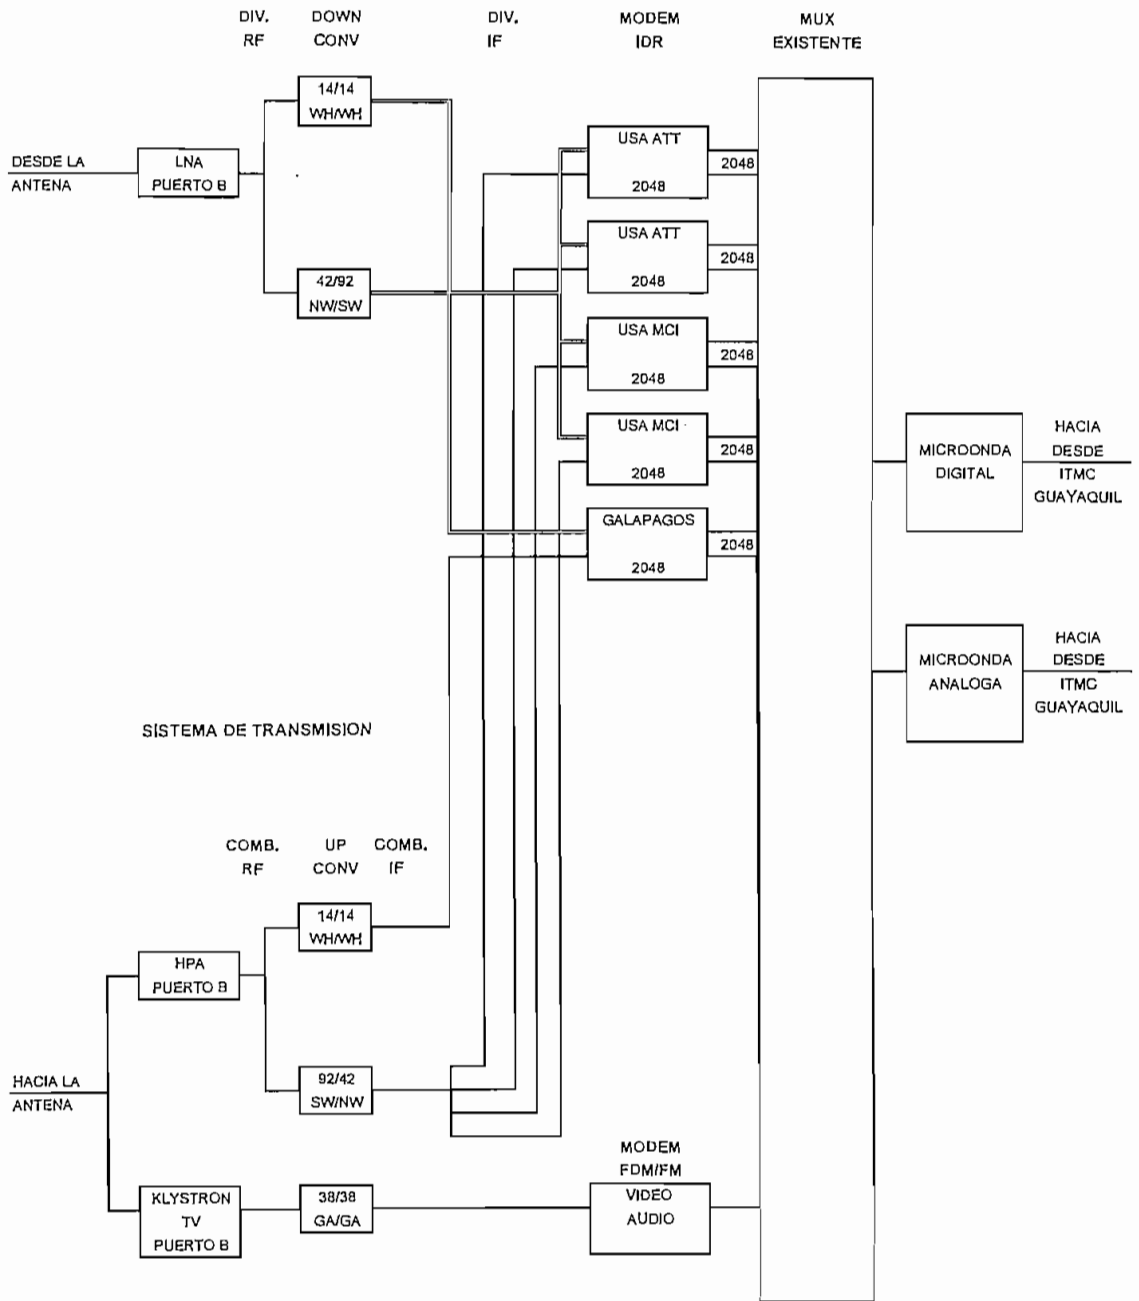 DIV. DOWN DIV. MODEM MUX
RF CONV IF IDR EXISTENTE
14/14
WH/WH
DESDE LA
ANTENA
LNA
PUERTO B
42/92
NW/SW
USA ATT
2048
2048
USA ATT
2048
2048
USA MCI
2048
2048
USA MCI
2048
2048
GALAPAGOS
2048
2048
MICROONDA
DIGITAL
HACIA
DESDE
ITMC
GUAYAQUIL
MICROONDA
ANALOGA
HACIA
DESDE
ITMC
GUAYAQUIL
SISTEMA DE TRANSMISION
COMB. UP COMB.
RF CONV IF
14/14
WH/WH
HPA
PUERTO B
HACIA LA
ANTENA
92/42
SW/NW
KLYSTRON
TV
PUERTO B
38/38
GA/GA
MODEM
FDM/FM
VIDEO
AUDIO